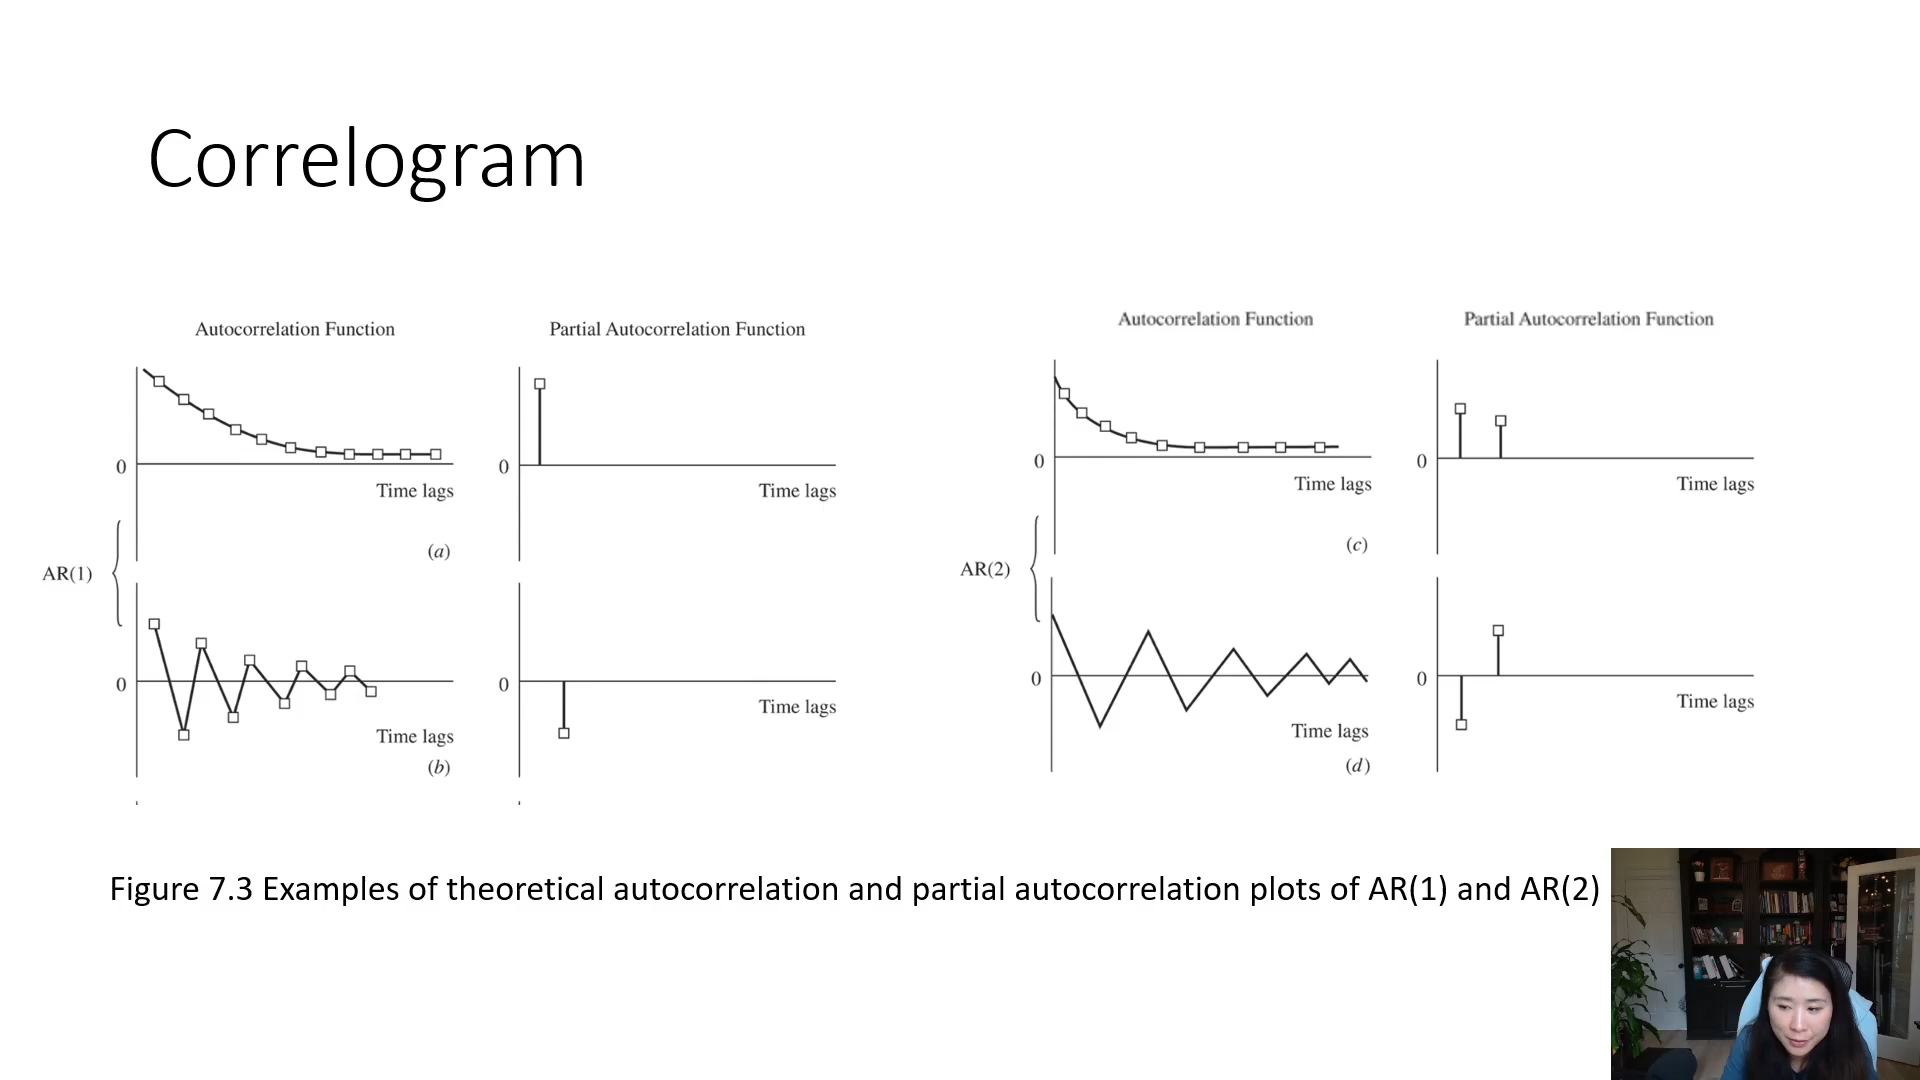 Correlogram
Autocorrelation Function
Partial Autocorrelation Function
0
Time lags
0
Time lags
(a)
AR(1)
0
Time lags
(b)
0
Time lags
Autocorrelation Function
Partial Autocorrelation Function
0
Time lags
0
Time lags
(c)
AR(2)
0
Time lags
(d)
0
Time lags
Figure 7.3 Examples of theoretical autocorrelation and partial autocorrelation plots of AR(1) and AR(2)